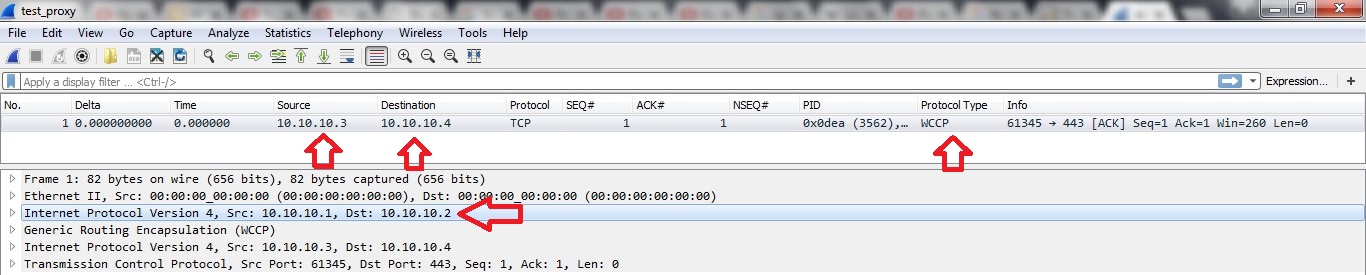 test_proxy
File Edit View Go Capture Analyze Statistics Telephony Wireless Tools Help
Apply a display filter ... <Ctrl-/> Expression... +
No. Delta Time Source Destination Protocol SEQ# ACK# NSEQ# PID Protocol Type Info
1 0.000000000 0.000000 10.10.10.3 10.10.10.4 TCP 1 1 0x0dea (3562),… WCCP 61345 → 443 [ACK] Seq=1 Ack=1 Win=260 Len=0
Frame 1: 82 bytes on wire (656 bits), 82 bytes captured (656 bits)
Ethernet II, Src: 00:00:00_00:00:00 (00:00:00:00:00:00), Dst: 00:00:00_00:00:00 (00:00:00:00:00:00)
Internet Protocol Version 4, Src: 10.10.10.1, Dst: 10.10.10.2
Generic Routing Encapsulation (WCCP)
Internet Protocol Version 4, Src: 10.10.10.3, Dst: 10.10.10.4
Transmission Control Protocol, Src Port: 61345, Dst Port: 443, Seq: 1, Ack: 1, Len: 0